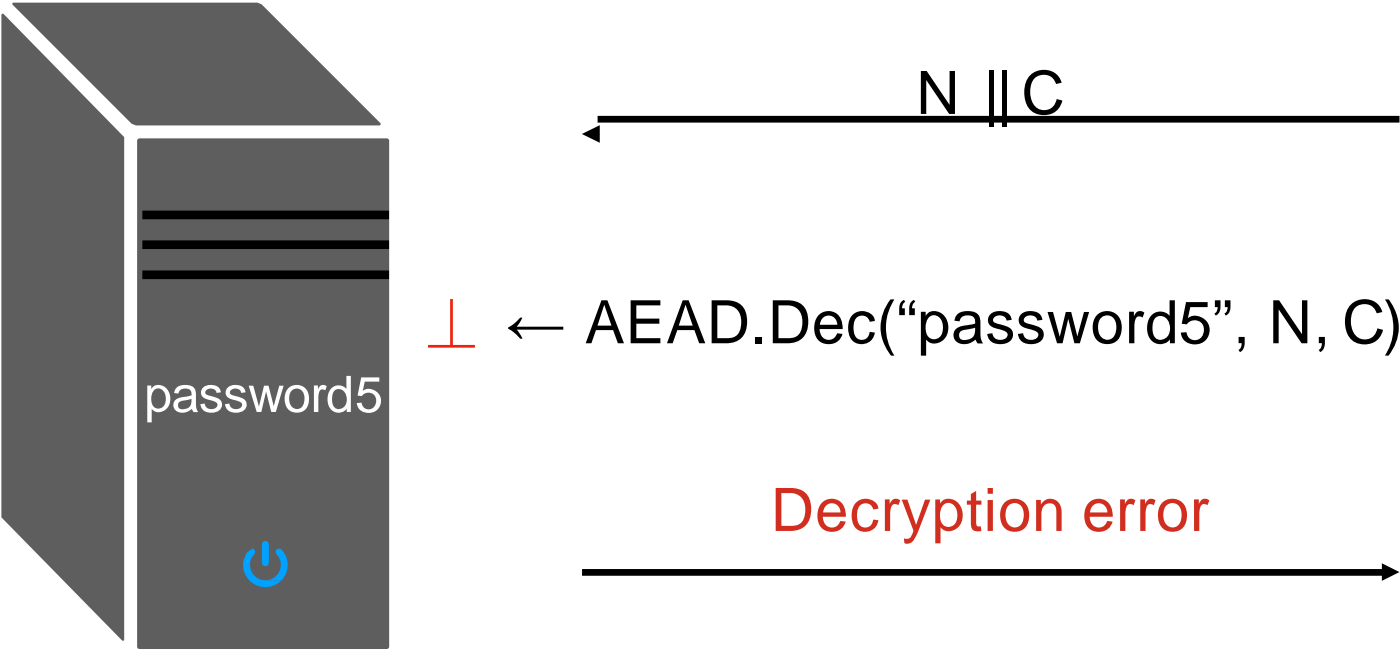 N || C
⊥ ← AEAD.Dec(“password5”, N, C)
password5
Decryption error